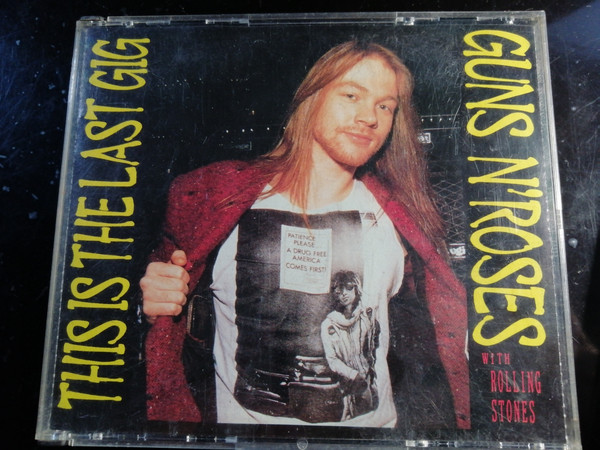 THIS IS THE LAST GIG
GUNS N'ROSES
WITH
ROLLING
STONES
PATIENCE
PLEASE...
A DRUG FREE
AMERICA
COMES FIRST!